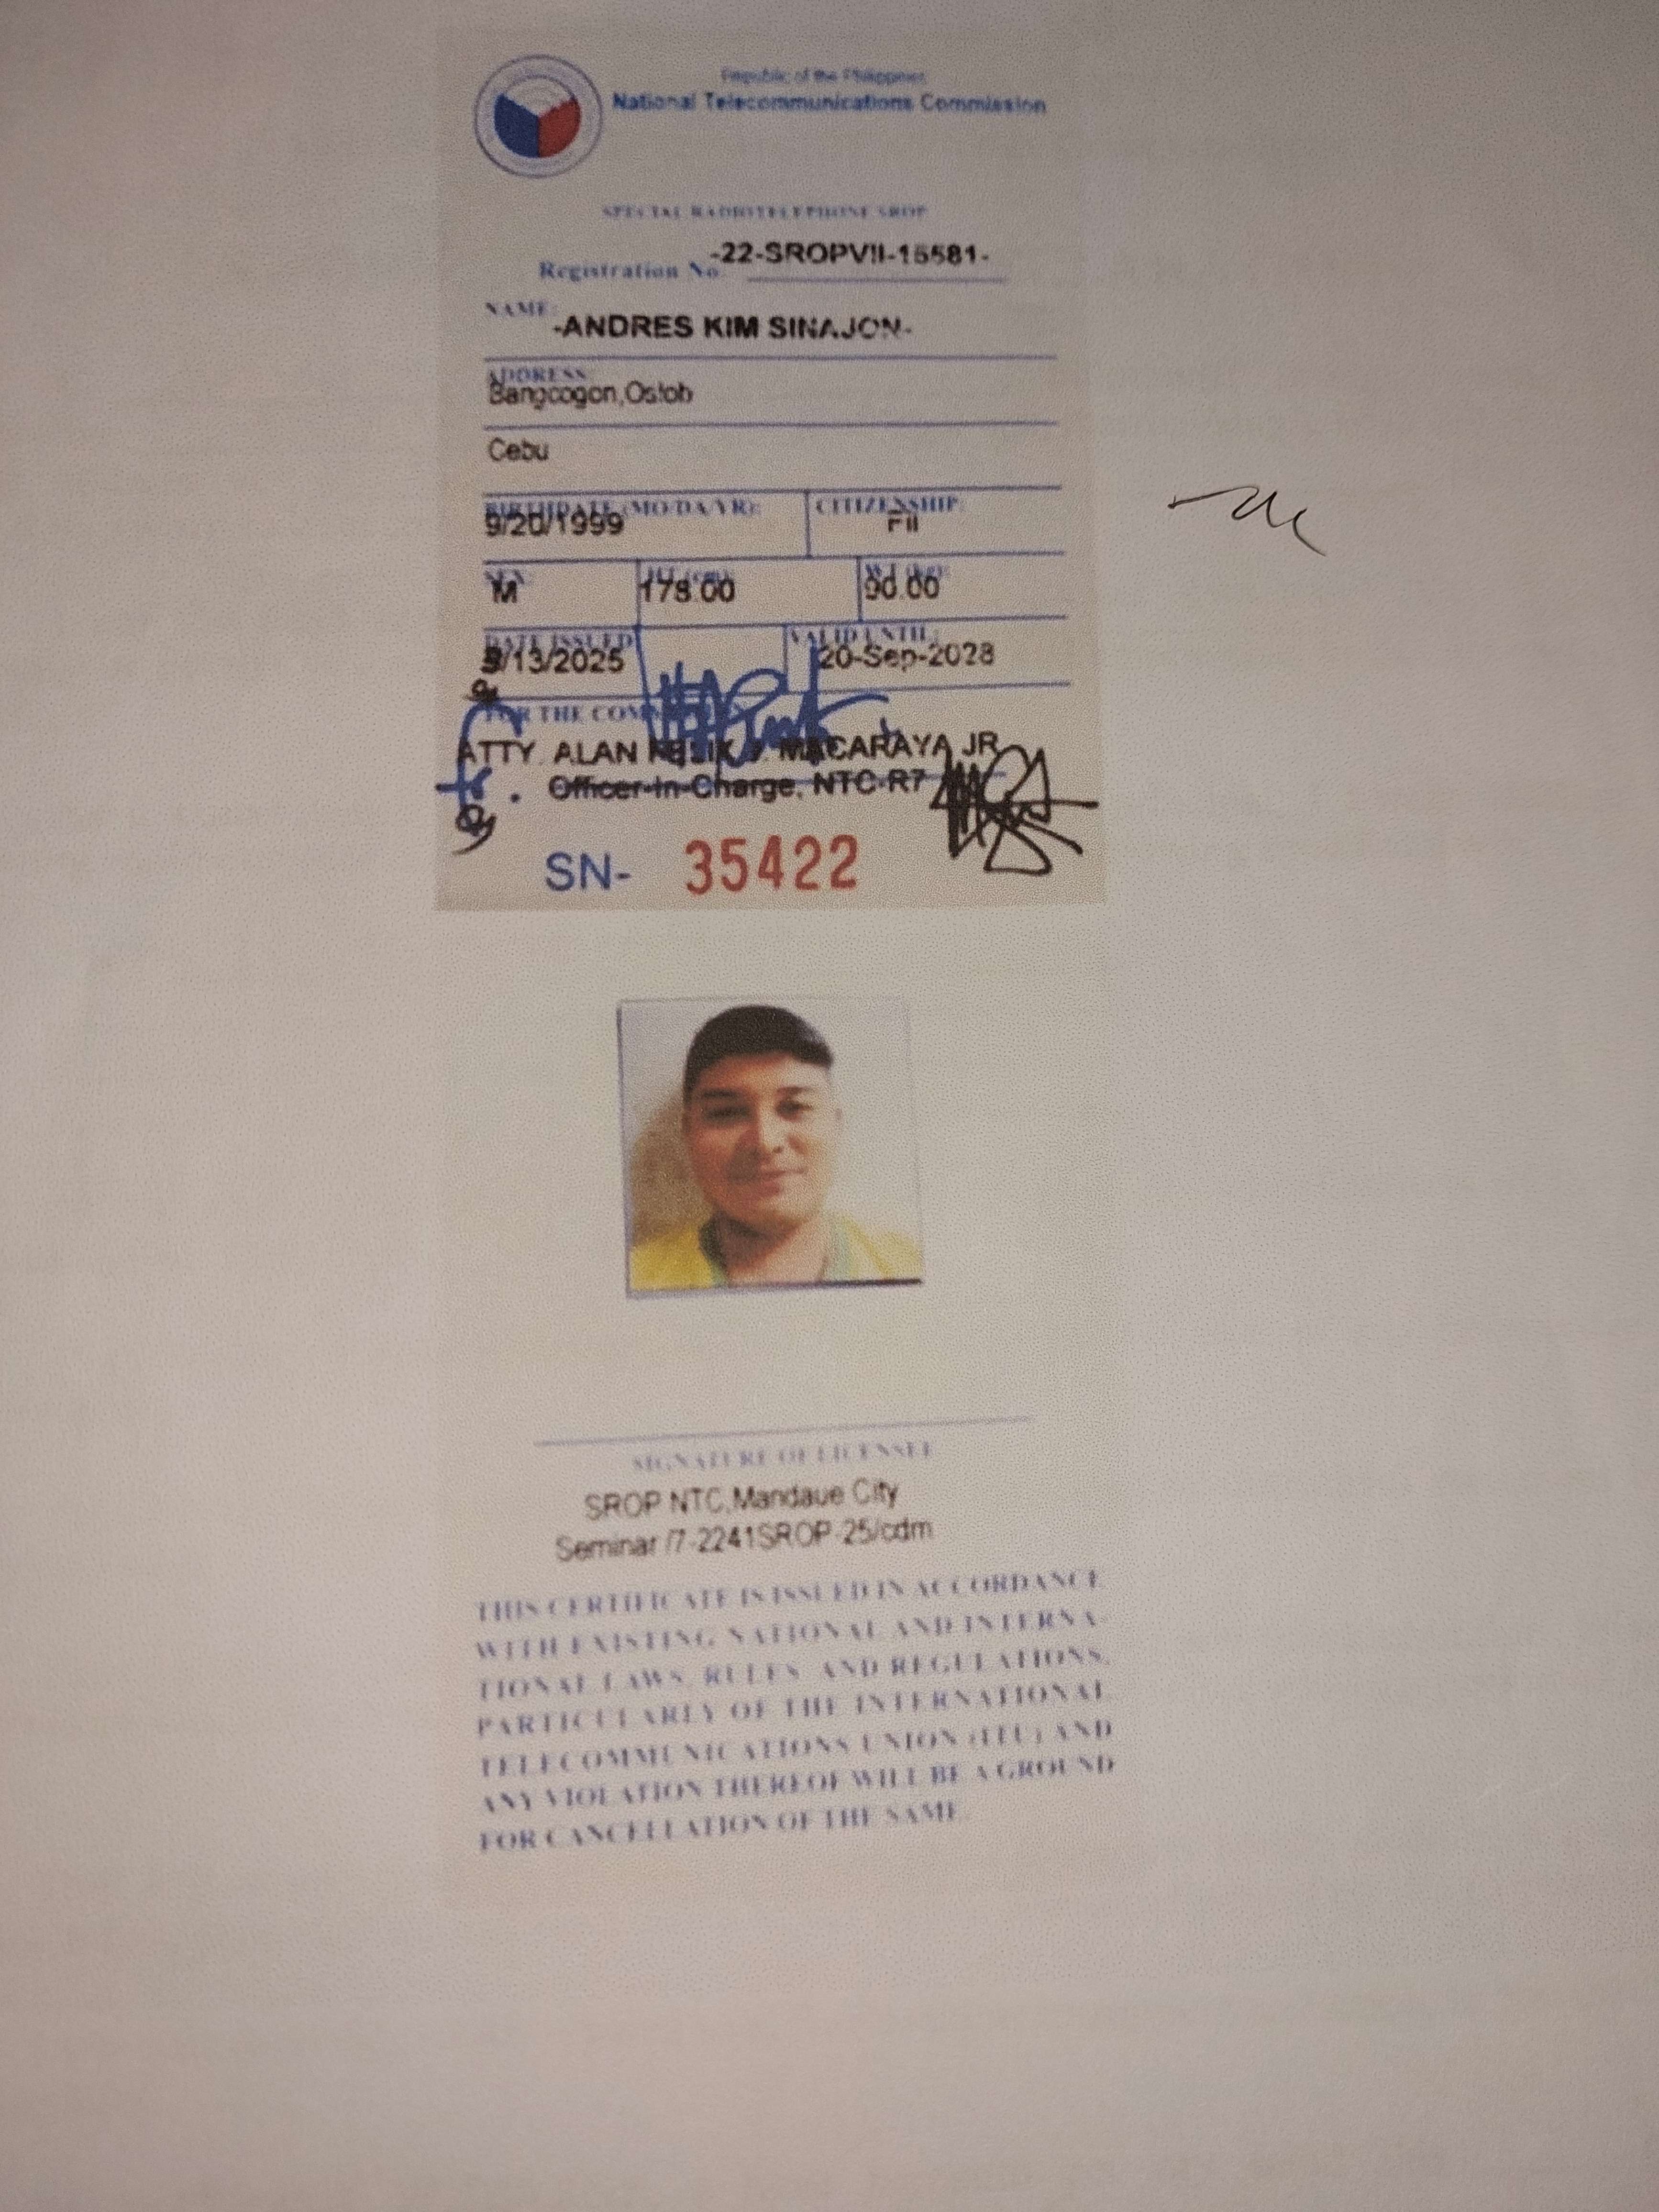 Republic of the Philippines
National Telecommunications Commission
SPECIAL RADIOTELEPHONE SROP
Registration No. -22-SROPVII-15581-
NAME:
-ANDRES KIM SINAJON-
ADDRESS:
Bangcogon,Oslob
Cebu
BIRTHDATE (MO/DA/YR): CITIZENSHIP:
9/20/1999 Fil
SEX: HT (cm): WT (kg):
M 178.00 90.00
DATE ISSUED VALID UNTIL:
/13/2025 20-Sep-2028
FOR THE
ATTY. ALAN FELIX MACARAYA JR
Officer-In-Charge, NTC-R7
SN- 35422
SIGNATURE OF LICENSEE
SROP NTC,Mandaue City
Seminar /7-2241SROP-25/cdm
THIS CERTIFICATE IS ISSUED IN ACCORDANCE
WITH EXISTING NATIONAL AND INTERNA-
TIONAL LAWS, RULES AND REGULATIONS,
PARTICULARLY OF THE INTERNATIONAL
TELECOMMUNICATIONS UNION (ITU) AND
ANY VIOLATION THEREOF WILL BE A GROUND
FOR CANCELLATION OF THE SAME.